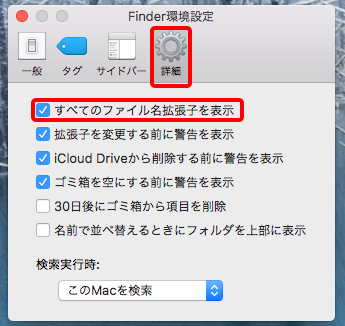 Finder環境設定
一般 タグ サイドバー 詳細
すべてのファイル名拡張子を表示
拡張子を変更する前に警告を表示
iCloud Driveから削除する前に警告を表示
ゴミ箱を空にする前に警告を表示
30日後にゴミ箱から項目を削除
名前で並べ替えるときにフォルダを上部に表示
検索実行時:
このMacを検索